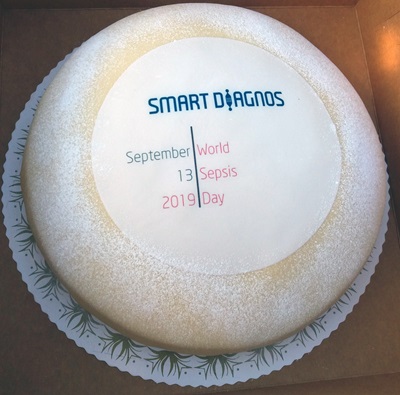 SMART DIAGNOS
September World
13 Sepsis
2019 Day